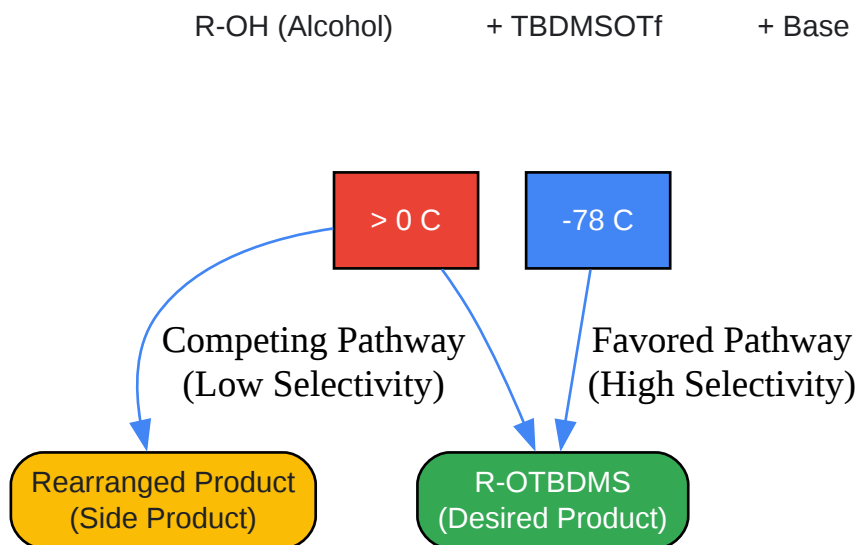 R-OH (Alcohol) + TBDMSOTf + Base
> 0 C
-78 C
Competing Pathway
(Low Selectivity)
Favored Pathway
(High Selectivity)
Rearranged Product
(Side Product)
R-OTBDMS
(Desired Product)